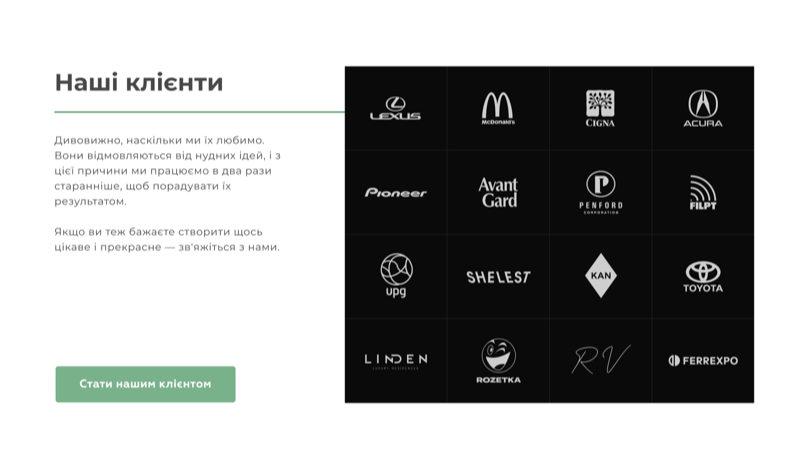 Наші клієнти
Дивовижно, наскільки ми їх любимо.
Вони відмовляються від нудних ідей, і з
цієї причини ми працюємо в два рази
старанніше, щоб порадувати їх
результатом.
Якщо ви теж бажаєте створити щось
цікаве і прекрасне — зв'яжіться з нами.
Стати нашим клієнтом
LEXUS
McDonald's
CIGNA
ACURA
Pioneer
Avant
Gard
P
PENFORD
CORPORATION
FILPT
upg
SHELEST
KAN
TOYOTA
LINDEN
LUXURY RESIDENCES
ROZETKA
RV
FERREXPO